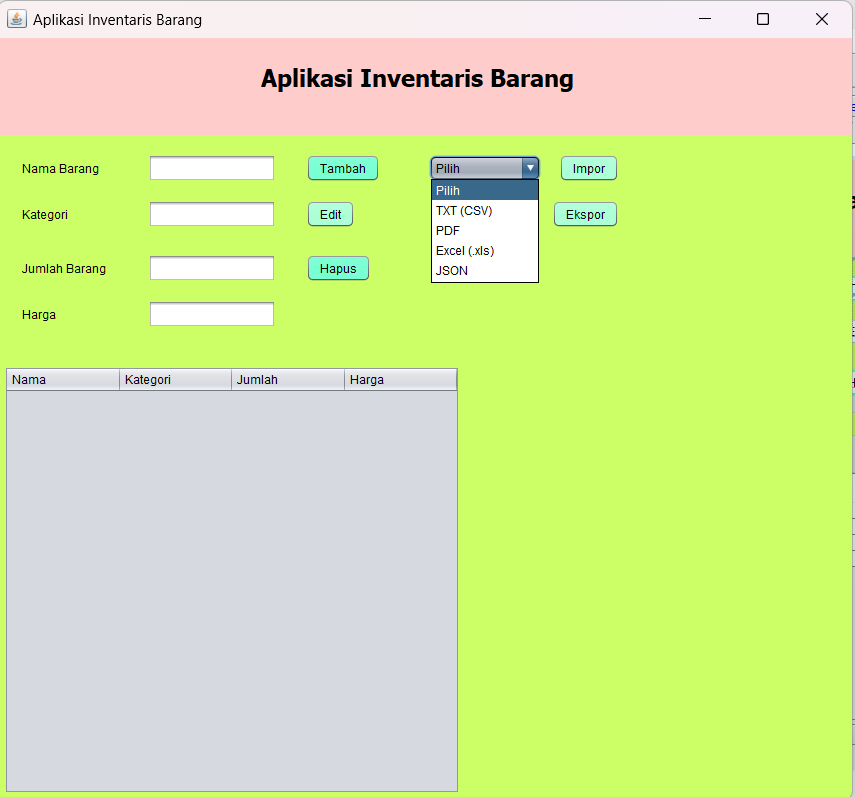 Aplikasi Inventaris Barang
Aplikasi Inventaris Barang
Nama Barang Tambah Pilih Impor
Pilih
Kategori Edit TXT (CSV) Ekspor
PDF
Excel (.xls)
Jumlah Barang Hapus JSON
Harga
Nama Kategori Jumlah Harga